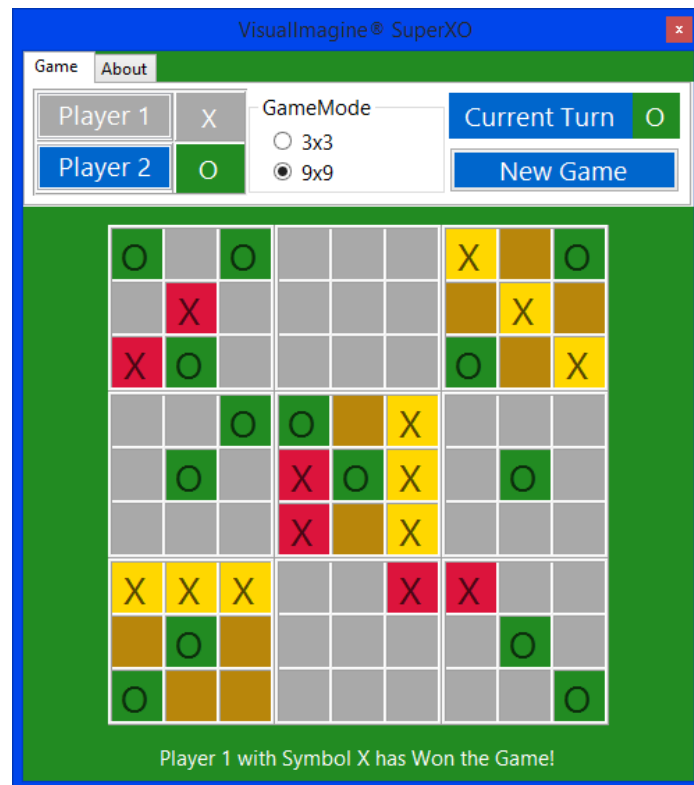 VisualImagine® SuperXO x
Game About
Player 1 X GameMode Current Turn O
3x3
Player 2 O 9x9 New Game
O O X O
X X
X O O X
O O X
O X O X O
X X
X X X X X
O O
O O
Player 1 with Symbol X has Won the Game!